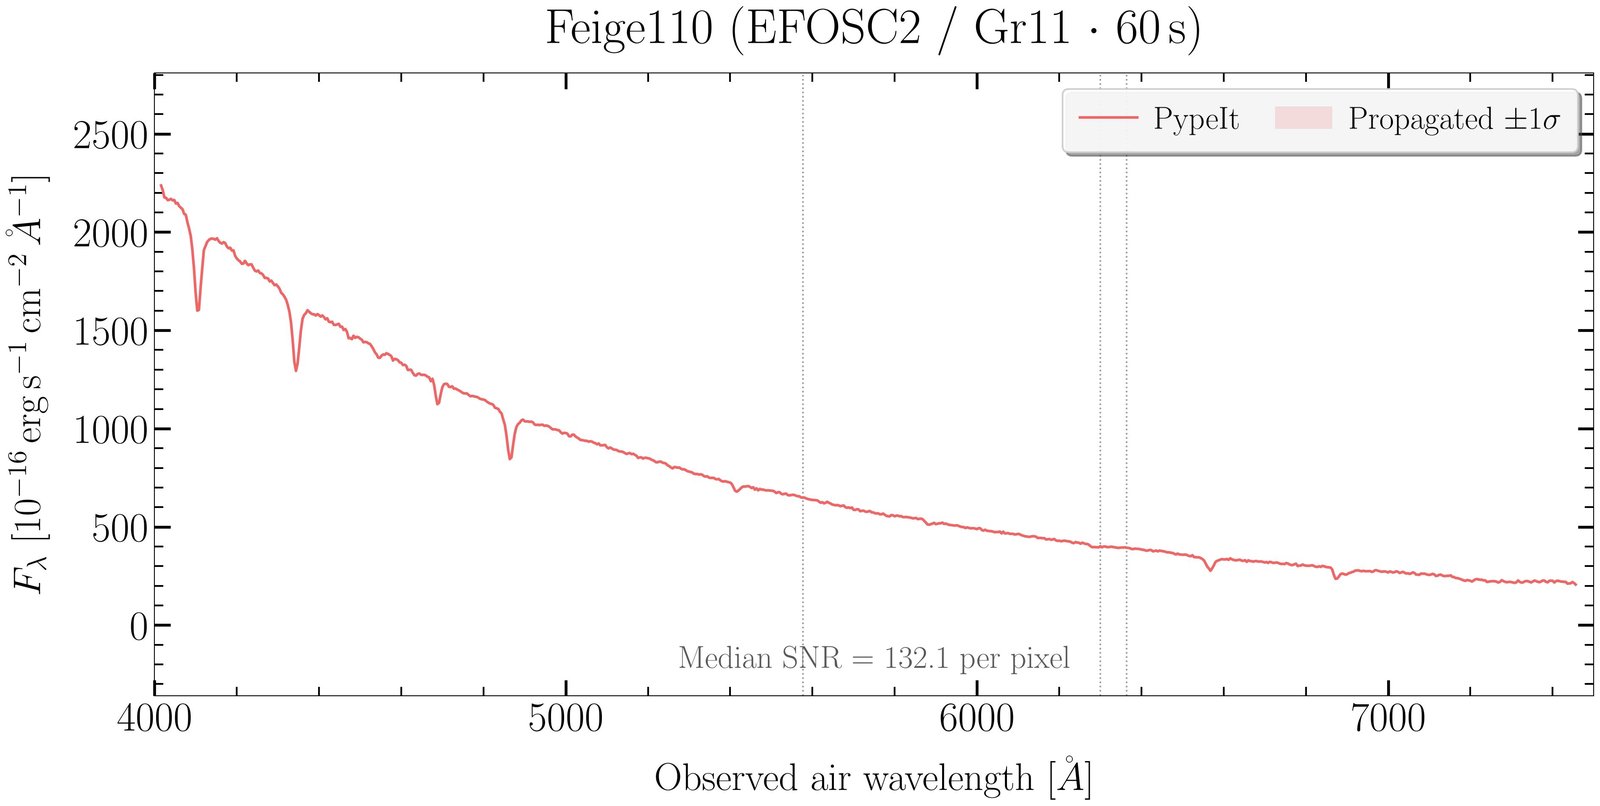 Feige110 (EFOSC2 / Gr11 · 60 s)
PypeIt
Propagated ±1σ
2500
2000
1500
1000
500
0
F_λ [10⁻¹⁶ erg s⁻¹ cm⁻² Å⁻¹]
Median SNR = 132.1 per pixel
4000 5000 6000 7000
Observed air wavelength [Å]